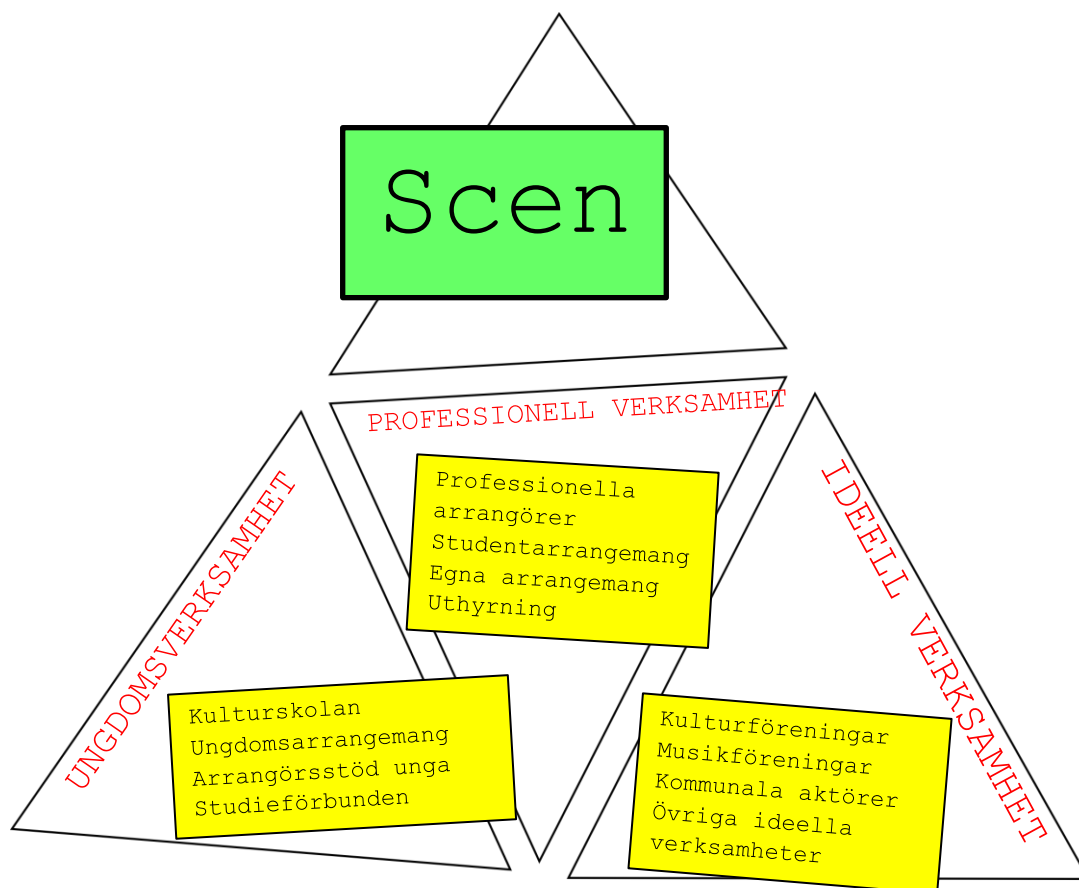 Scen
PROFESSIONELL VERKSAMHET
Professionella
arrangörer
Studentarrangemang
Egna arrangemang
Uthyrning
UNGDOMSVERKSAMHET
Kulturskolan
Ungdomsarrangemang
Arrangörsstöd unga
Studieförbunden
IDEELL VERKSAMHET
Kulturföreningar
Musikföreningar
Kommunala aktörer
Övriga ideella
verksamheter